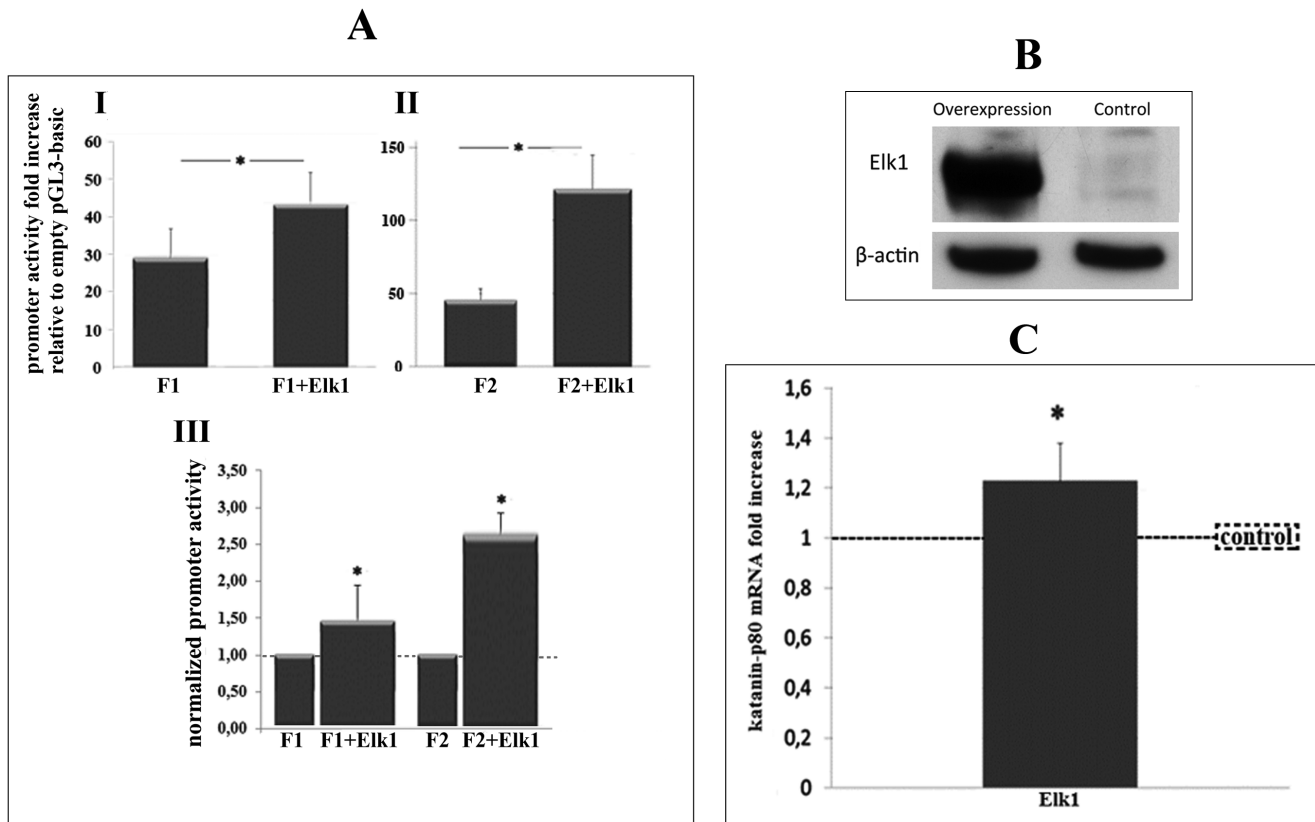 A
I
promoter activity fold increase
relative to empty pGL3-basic
60
50
40
30
20
10
0
*
F1
F1+Elk1
II
150
100
50
0
*
F2
F2+Elk1
III
normalized promoter activity
3,50
3,00
2,50
2,00
1,50
1,00
0,50
0,00
*
*
F1
F1+Elk1
F2
F2+Elk1
B
Overexpression
Control
Elk1
β-actin
C
katanin-p80 mRNA fold increase
1,6
1,4
1,2
1
0,8
0,6
0,4
0,2
0
*
control
Elk1